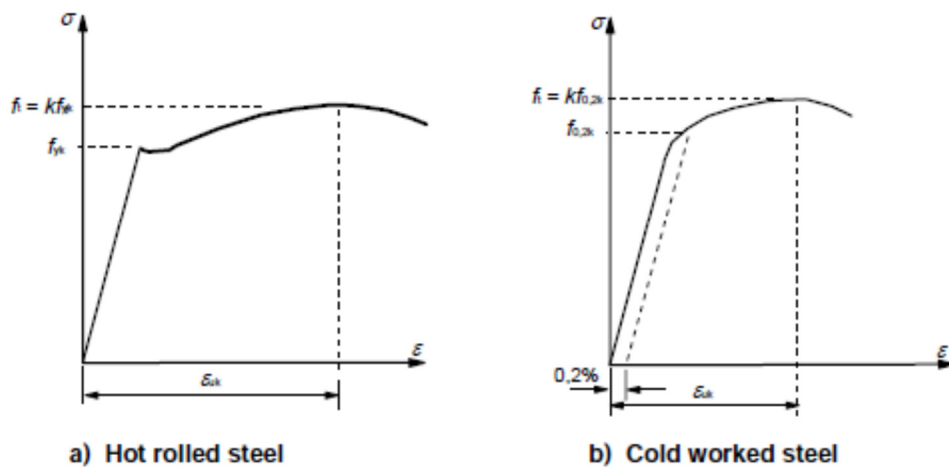 σ
fₜ = kfyk
fyk
ε
εuk
a) Hot rolled steel
σ
fₜ = kf0,2k
f0,2k
ε
0,2%
εuk
b) Cold worked steel